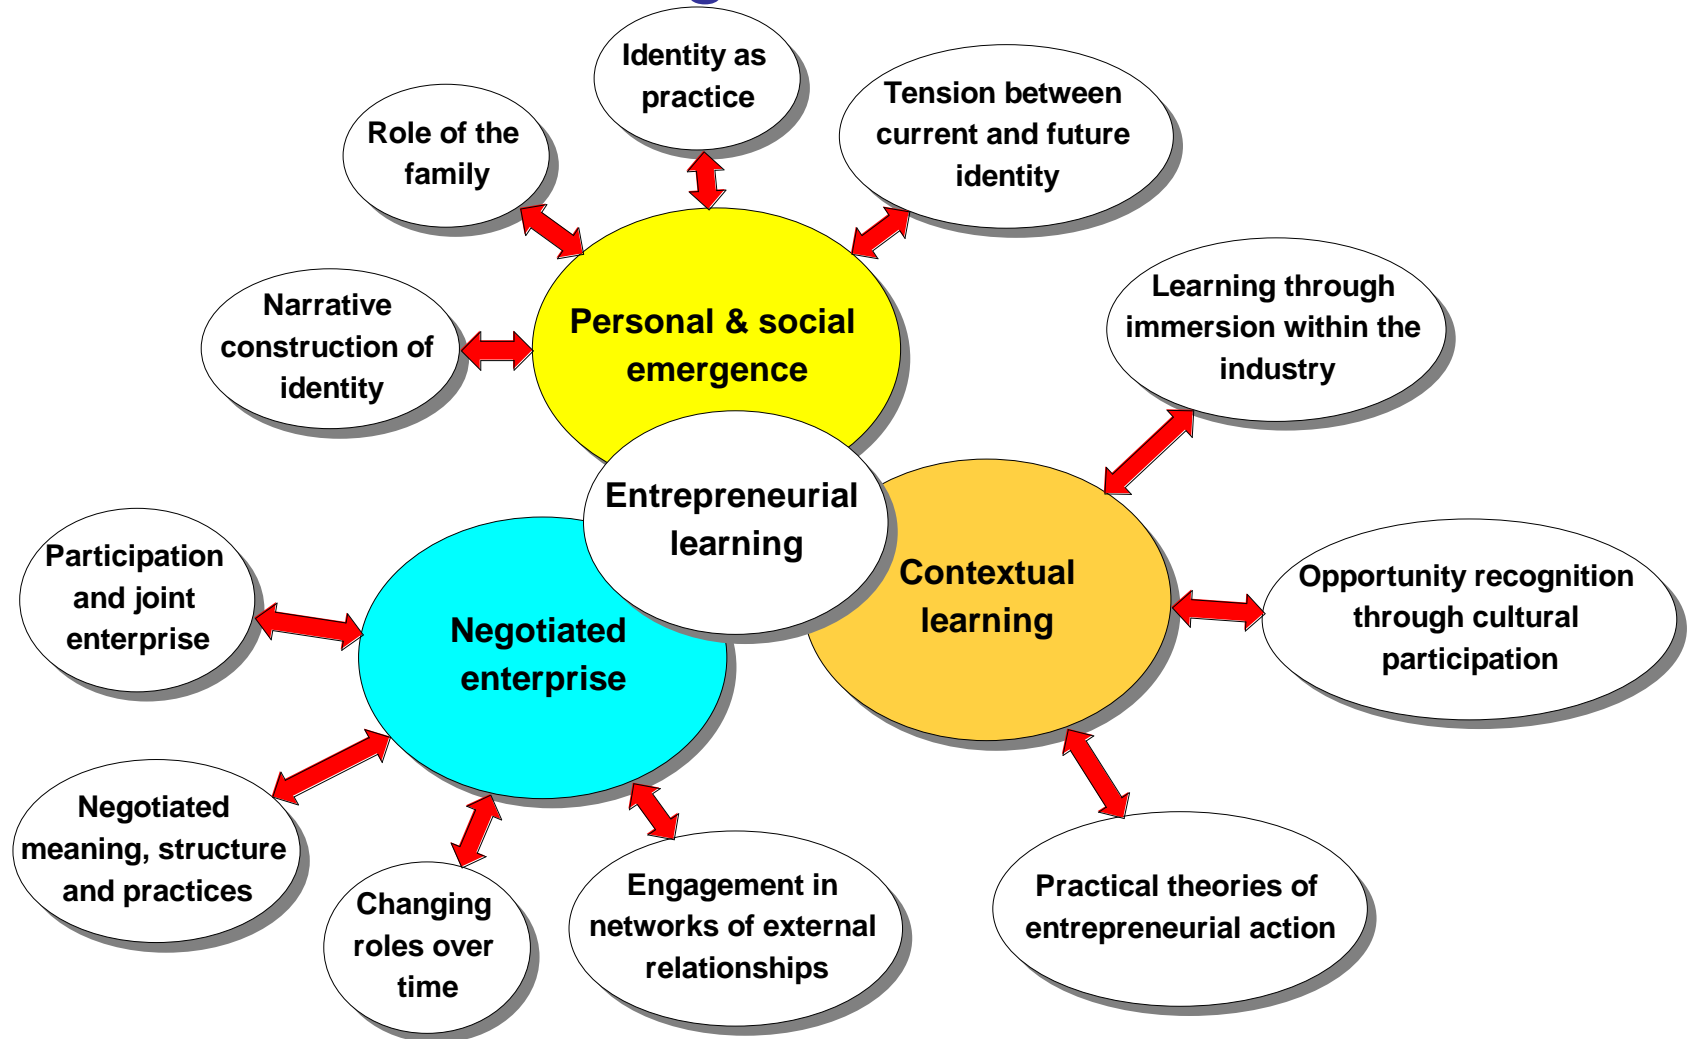 Identity as
practice
Tension between
current and future
identity
Role of the
family
Narrative
construction of
identity
Personal & social
emergence
Learning through
immersion within the
industry
Entrepreneurial
learning
Contextual
learning
Opportunity recognition
through cultural
participation
Participation
and joint
enterprise
Negotiated
enterprise
Negotiated
meaning, structure
and practices
Changing
roles over
time
Engagement in
networks of external
relationships
Practical theories of
entrepreneurial action